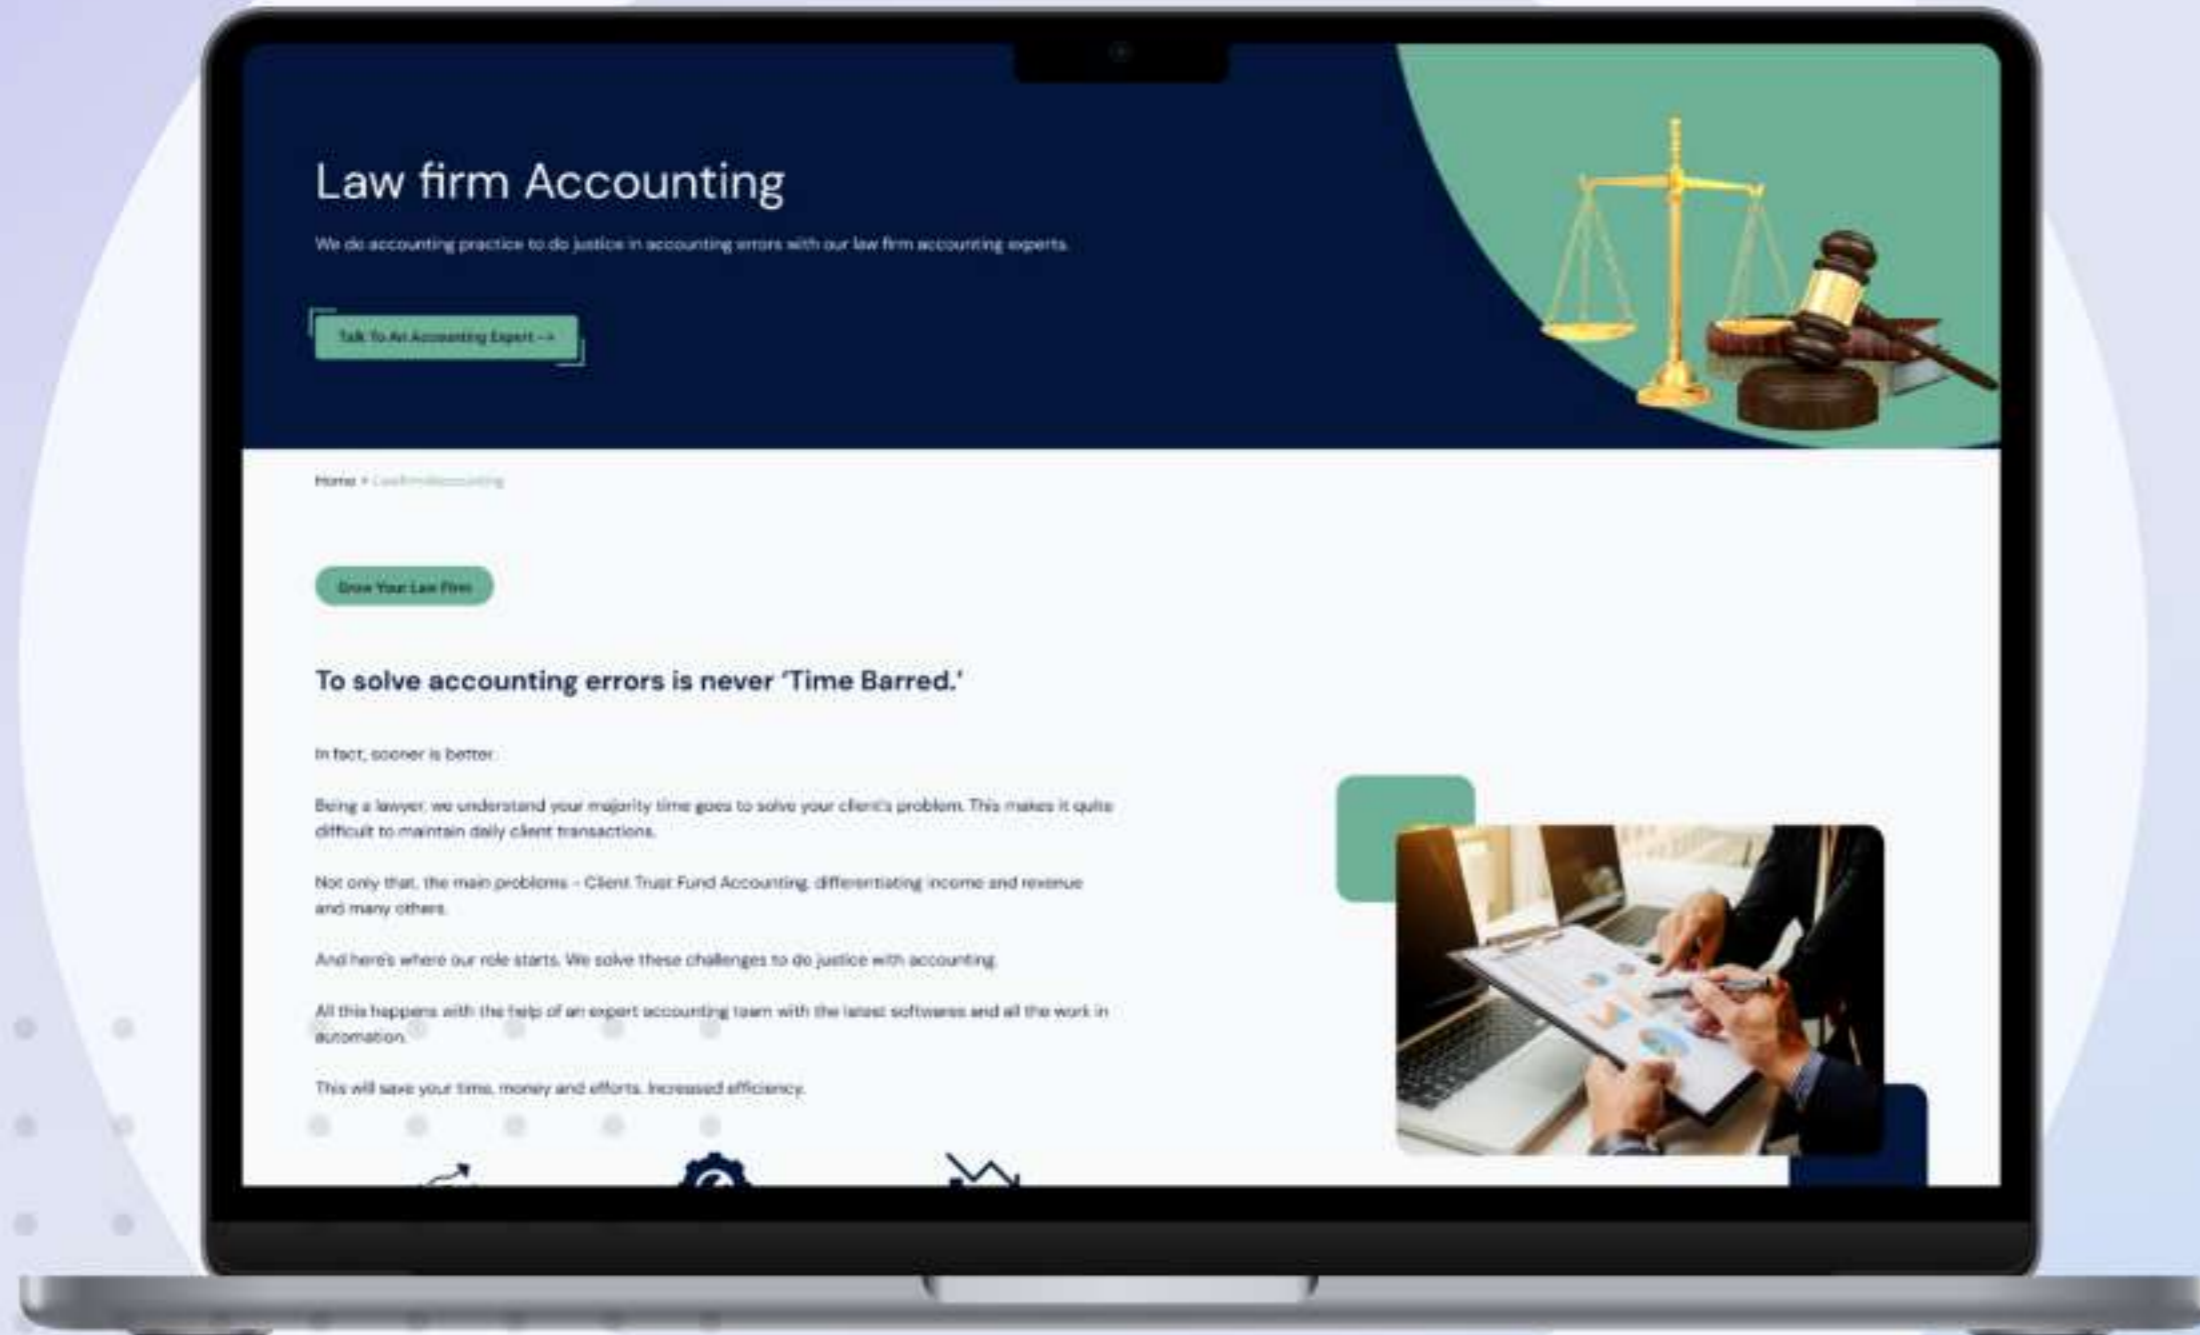 Law firm Accounting
We do accounting practice to do justice in accounting errors with our law firm accounting experts.
Talk To An Accounting Expert -->
Home > LawfirmAccounting
Grow Your Law Firm
To solve accounting errors is never ‘Time Barred.’
In fact, sooner is better.
Being a lawyer, we understand your majority time goes to solve your client's problem. This makes it quite
difficult to maintain daily client transactions.
Not only that, the main problems - Client Trust Fund Accounting, differentiating income and revenue
and many others.
And here's where our role starts. We solve these challenges to do justice with accounting.
All this happens with the help of an expert accounting team with the latest softwares and all the work in
automation.
This will save your time, money and efforts. Increased efficiency.